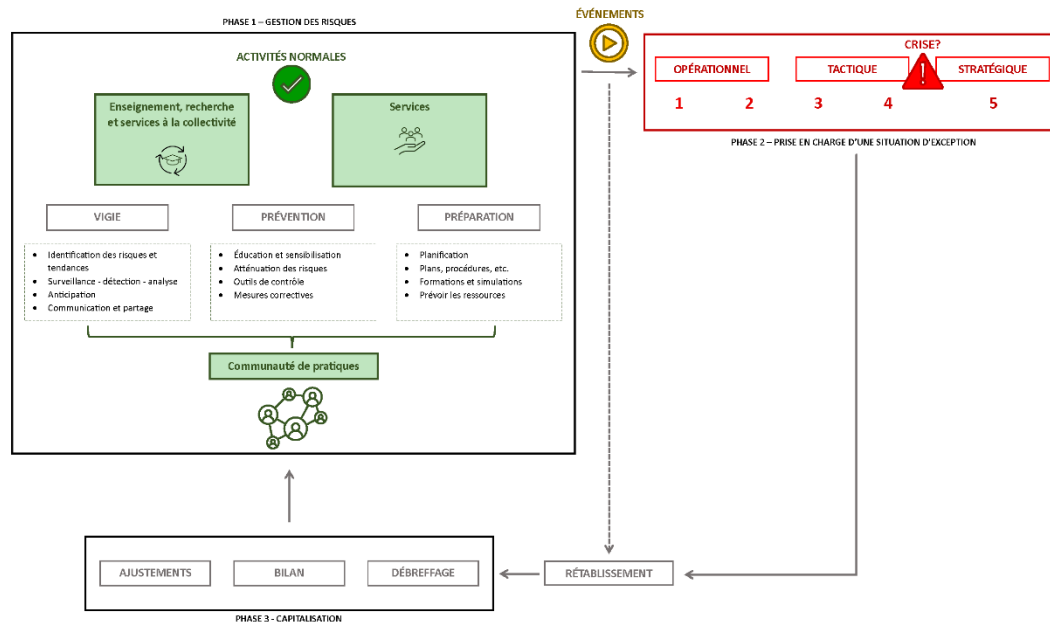 PHASE 1 – GESTION DES RISQUES
ACTIVITÉS NORMALES
Enseignement, recherche
et services à la collectivité
Services
VIGIE
PRÉVENTION
PRÉPARATION
• Identification des risques et
tendances
• Surveillance - détection - analyse
• Anticipation
• Communication et partage
• Éducation et sensibilisation
• Atténuation des risques
• Outils de contrôle
• Mesures correctives
• Planification
• Plans, procédures, etc.
• Formations et simulations
• Prévoir les ressources
Communauté de pratiques
ÉVÉNEMENTS
CRISE?
OPÉRATIONNEL
TACTIQUE
STRATÉGIQUE
1 2 3 4 5
PHASE 2 – PRISE EN CHARGE D'UNE SITUATION D'EXCEPTION
AJUSTEMENTS
BILAN
DÉBREFFAGE
RÉTABLISSEMENT
PHASE 3 - CAPITALISATION